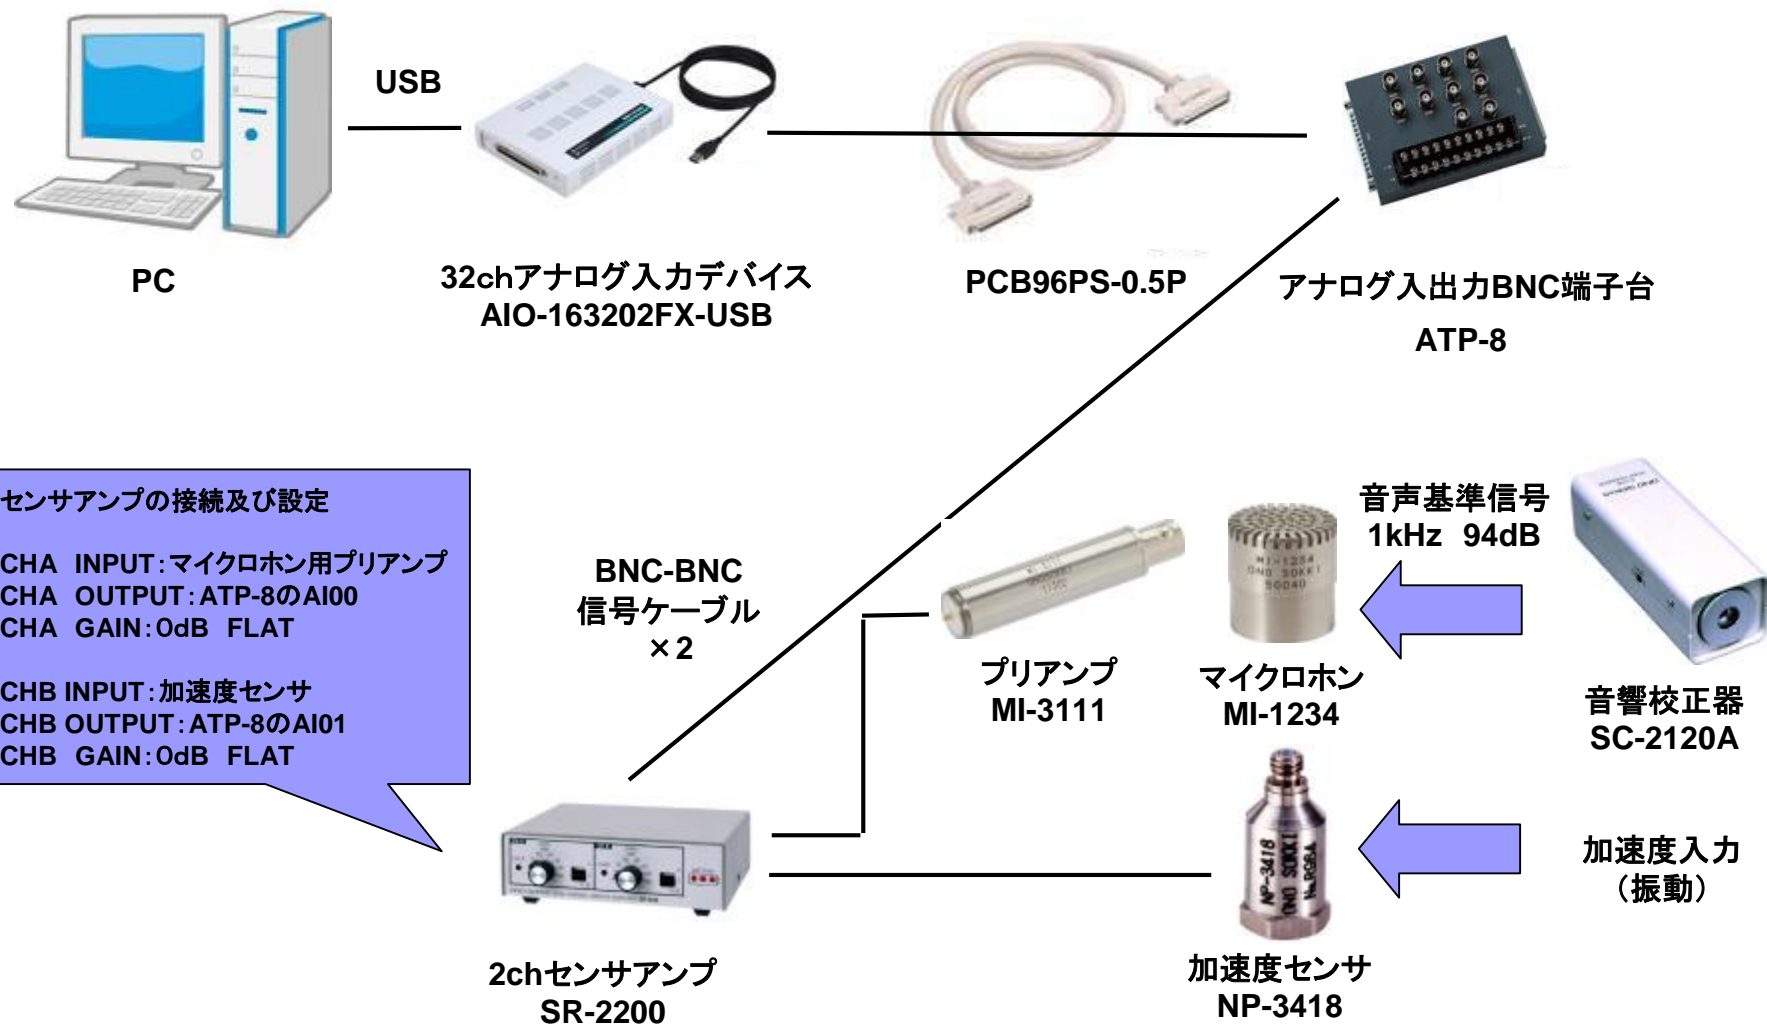 USB
PC
32chアナログ入力デバイス
AIO-163202FX-USB
PCB96PS-0.5P
アナログ入出力BNC端子台
ATP-8
センサアンプの接続及び設定
CHA INPUT:マイクロホン用プリアンプ
CHA OUTPUT:ATP-8のAI00
CHA GAIN:0dB FLAT
CHB INPUT:加速度センサ
CHB OUTPUT:ATP-8のAI01
CHB GAIN:0dB FLAT
BNC-BNC
信号ケーブル
×2
プリアンプ
MI-3111
MI-1234
ONO SOKKI
マイクロホン
MI-1234
音声基準信号
1kHz 94dB
音響校正器
SC-2120A
NP-3418
ONO SOKKI
加速度センサ
NP-3418
加速度入力
(振動)
2chセンサアンプ
SR-2200